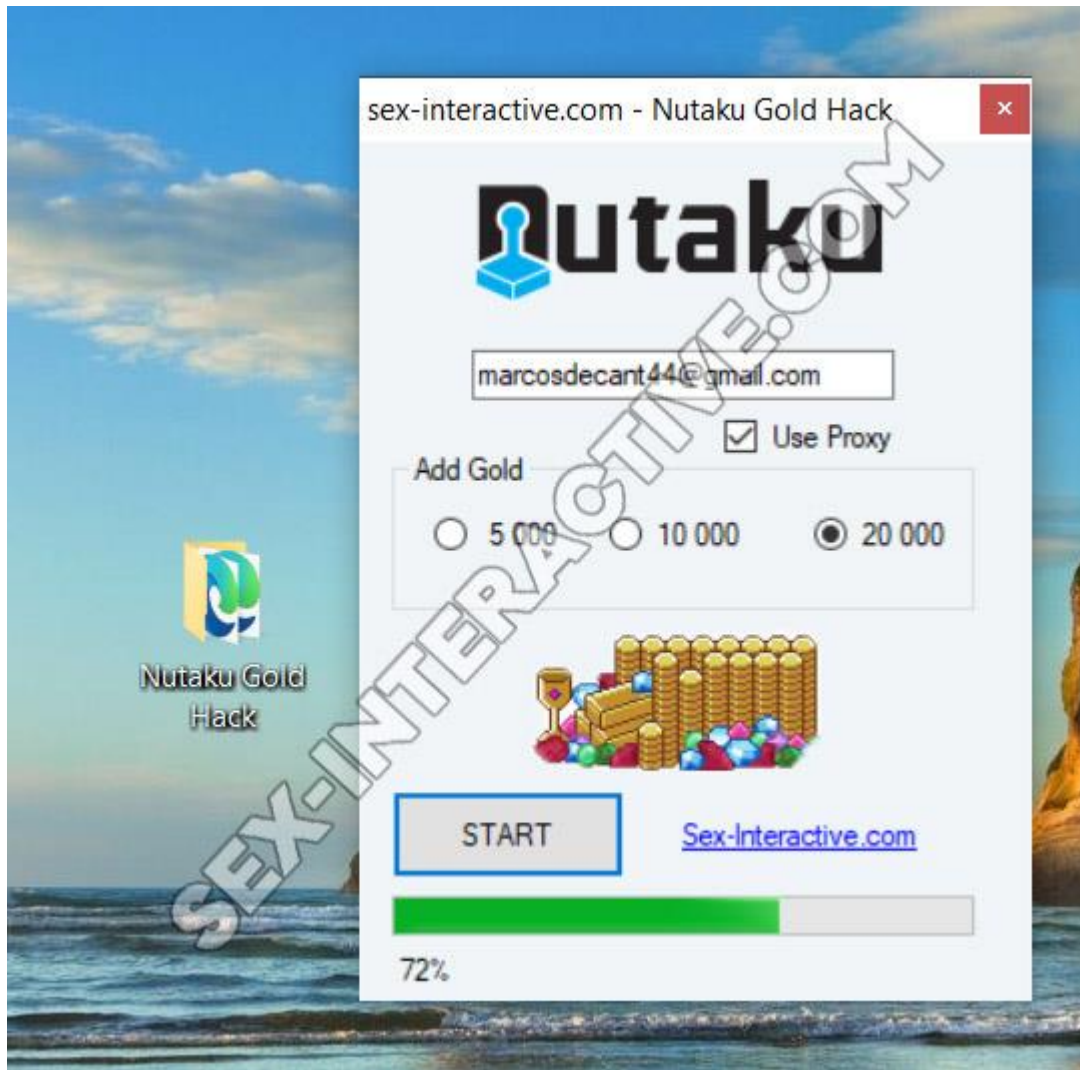 sex-interactive.com - Nutaku Gold Hack
×
nutaku
marcosdecant44@gmail.com
Use Proxy
Add Gold
5 000
10 000
20 000
Nutaku Gold
Hack
START
Sex-Interactive.com
72%
SEX-INTERACTIVE.COM